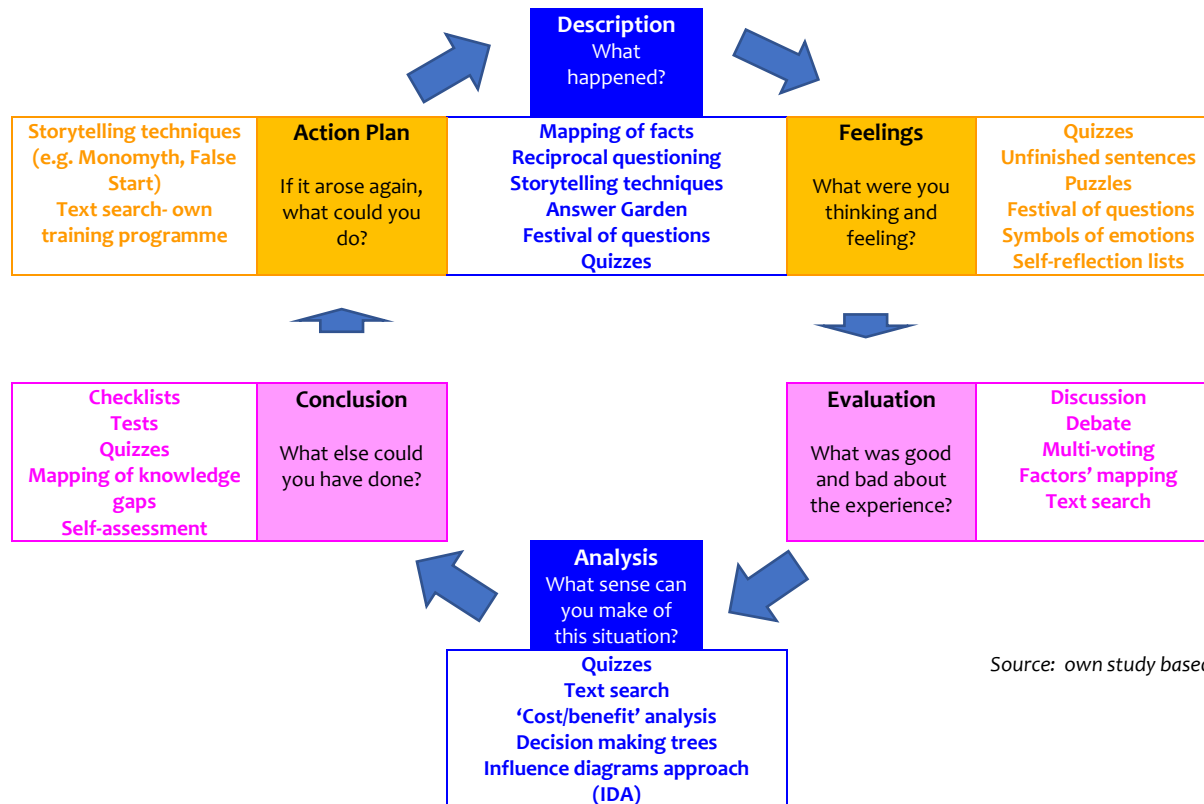 Description
What
happened?
Storytelling techniques
(e.g. Monomyth, False
Start)
Text search- own
training programme
Action Plan
If it arose again,
what could you
do?
Mapping of facts
Reciprocal questioning
Storytelling techniques
Answer Garden
Festival of questions
Quizzes
Feelings
What were you
thinking and
feeling?
Quizzes
Unfinished sentences
Puzzles
Festival of questions
Symbols of emotions
Self-reflection lists
Checklists
Tests
Quizzes
Mapping of knowledge
gaps
Self-assessment
Conclusion
What else could
you have done?
Evaluation
What was good
and bad about
the experience?
Discussion
Debate
Multi-voting
Factors’ mapping
Text search
Analysis
What sense can
you make of
this situation?
Quizzes
Text search
‘Cost/benefit’ analysis
Decision making trees
Influence diagrams approach
(IDA)
Source: own study based